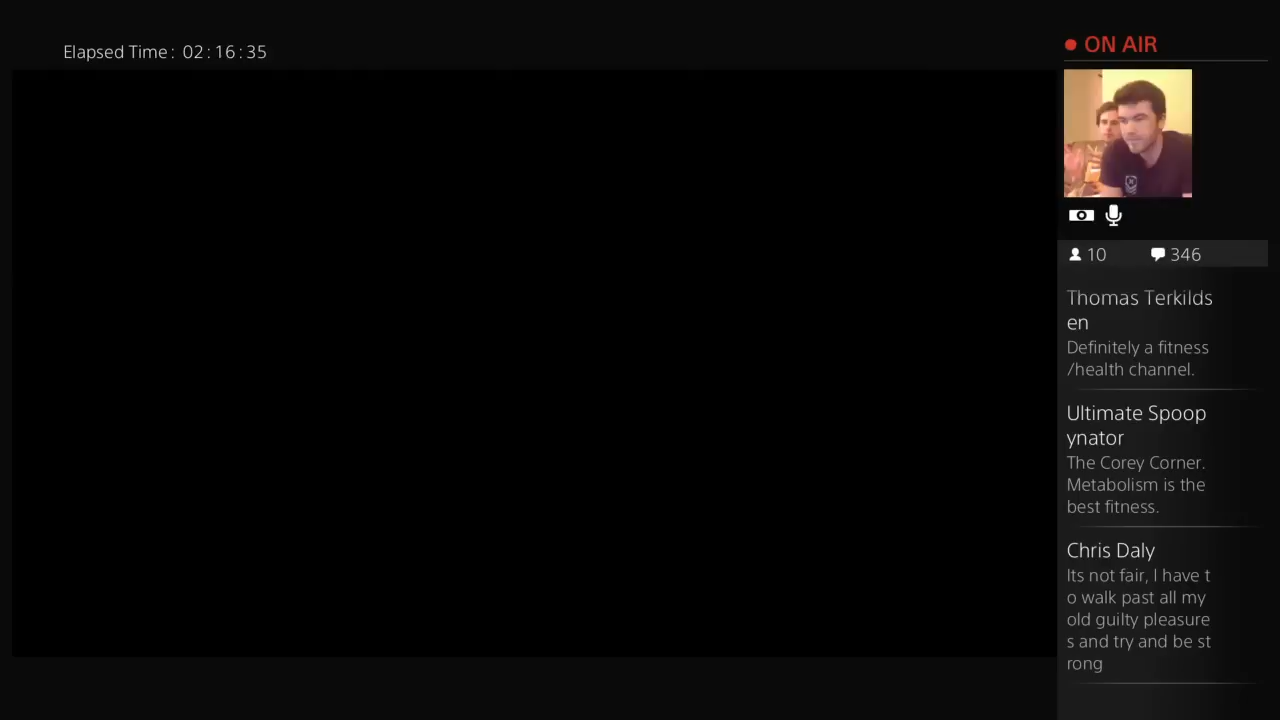 Elapsed Time: 02:16:35
ON AIR
10 346
Thomas Terkilds
en
Definitely a fitness
/health channel.
Ultimate Spoop
ynator
The Corey Corner.
Metabolism is the
best fitness.
Chris Daly
Its not fair, I have t
o walk past all my
old guilty pleasure
s and try and be st
rong